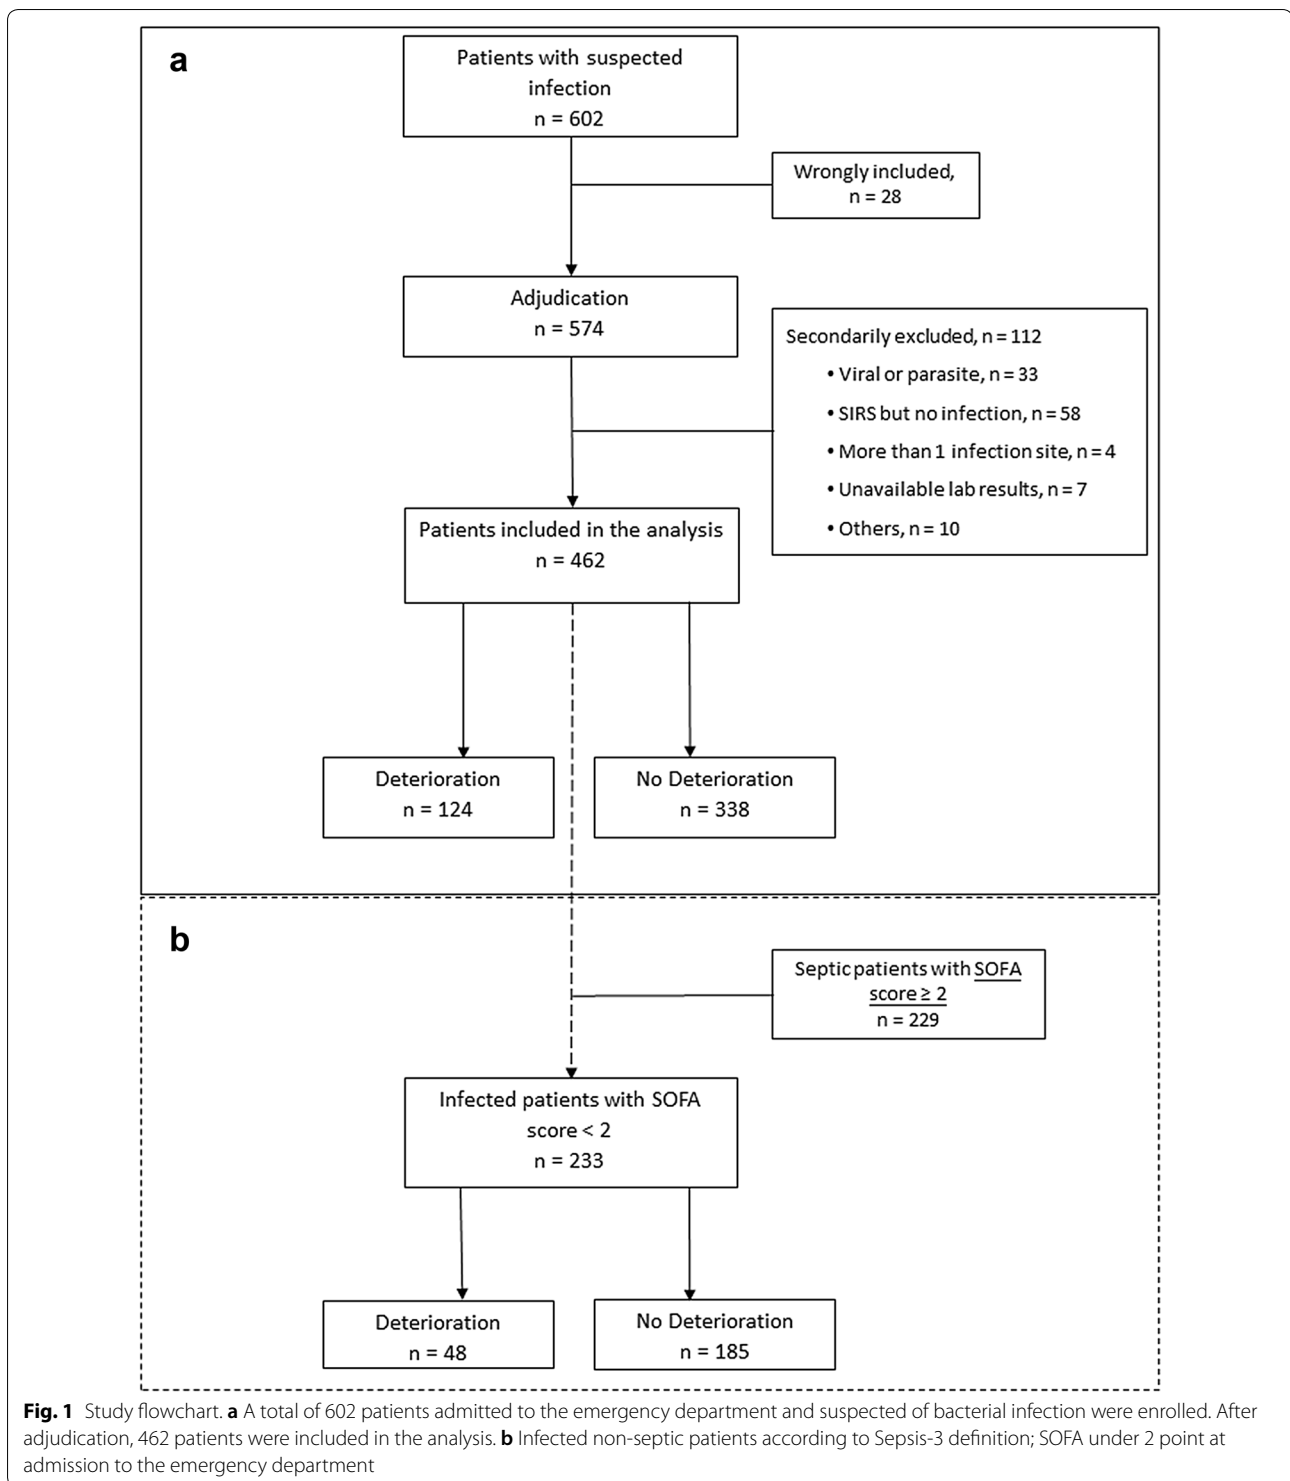 a
Patients with suspected
infection
n = 602
Wrongly included,
n = 28
Adjudication
n = 574
Secondarily excluded, n = 112
• Viral or parasite, n = 33
• SIRS but no infection, n = 58
• More than 1 infection site, n = 4
• Unavailable lab results, n = 7
• Others, n = 10
Patients included in the analysis
n = 462
Deterioration
n = 124
No Deterioration
n = 338
b
Septic patients with SOFA
score ≥ 2
n = 229
Infected patients with SOFA
score < 2
n = 233
Deterioration
n = 48
No Deterioration
n = 185
Fig. 1 Study flowchart. a A total of 602 patients admitted to the emergency department and suspected of bacterial infection were enrolled. After
adjudication, 462 patients were included in the analysis. b Infected non-septic patients according to Sepsis-3 definition; SOFA under 2 point at
admission to the emergency department